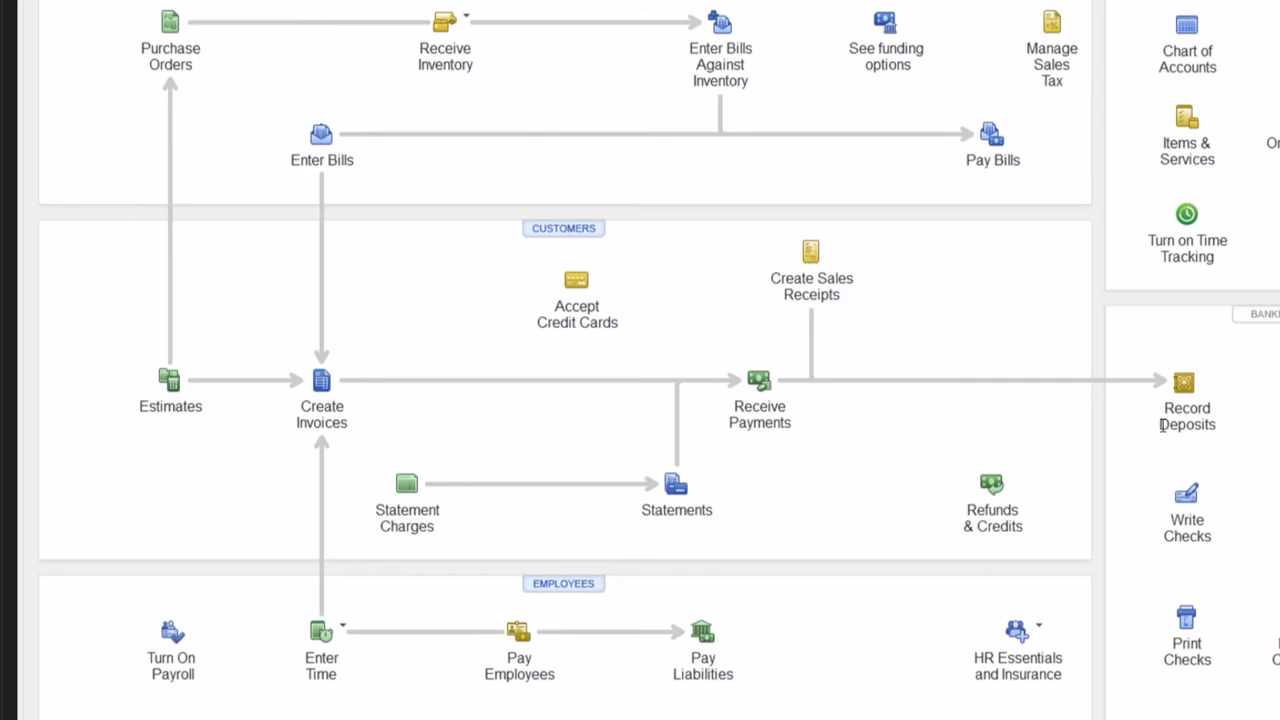 Purchase
Orders
Receive
Inventory
Enter Bills
Against
Inventory
See funding
options
Manage
Sales
Tax
Chart of
Accounts
Enter Bills
Pay Bills
Items &
Services
Turn on Time
Tracking
CUSTOMERS
Accept
Credit Cards
Create Sales
Receipts
Estimates
Create
Invoices
Receive
Payments
Record
Deposits
Statement
Charges
Statements
Refunds
& Credits
Write
Checks
EMPLOYEES
Turn On
Payroll
Enter
Time
Pay
Employees
Pay
Liabilities
HR Essentials
and Insurance
Print
Checks